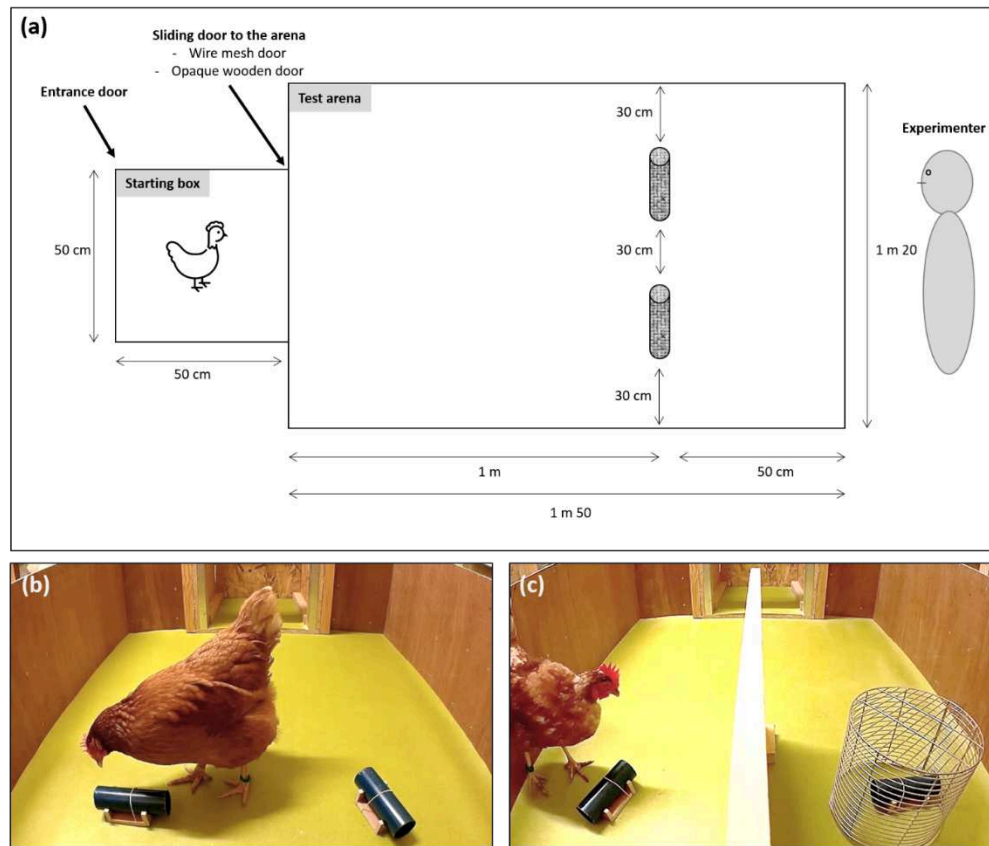 (a)
Sliding door to the arena
- Wire mesh door
- Opaque wooden door
Entrance door
Test arena
30 cm
Experimenter
Starting box
50 cm
30 cm
1 m 20
50 cm
30 cm
1 m
50 cm
1 m 50
(b)
(c)